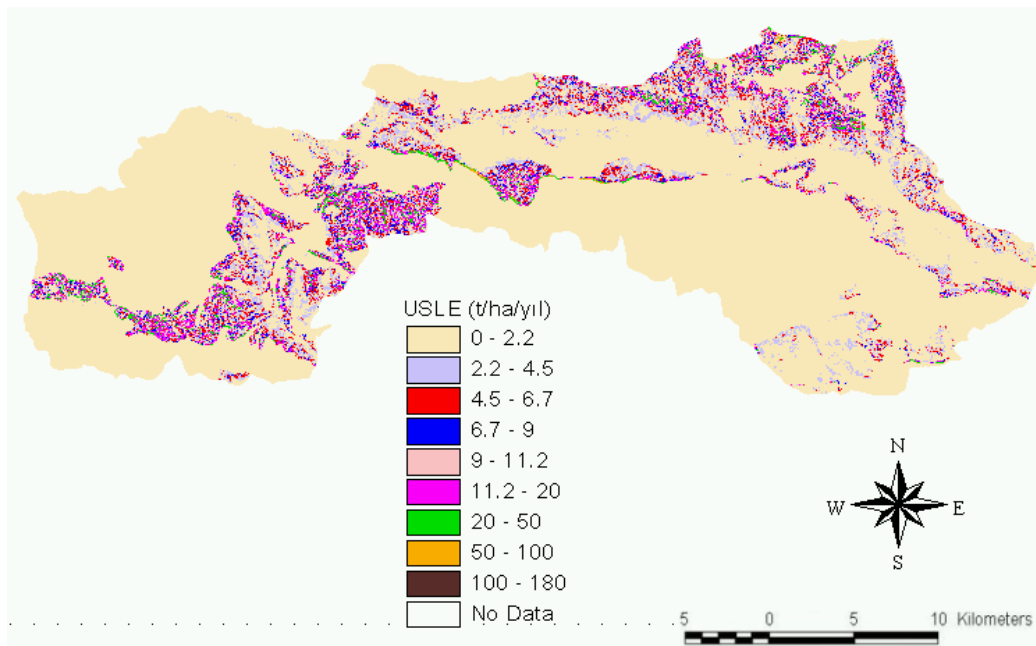 USLE (t/ha/yıl)
0 - 2.2
2.2 - 4.5
4.5 - 6.7
6.7 - 9
9 - 11.2
11.2 - 20
20 - 50
50 - 100
100 - 180
No Data
N
W E
S
5 0 5 10 Kilometers